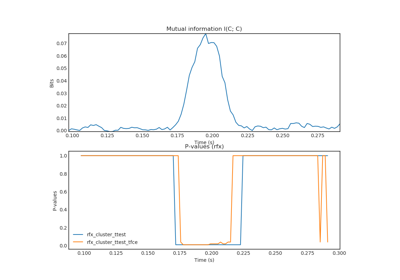 Mutual information I(C; C)
0.07
0.06
0.05
0.04
0.03
0.02
0.01
0.00
Bits
0.100 0.125 0.150 0.175 0.200 0.225 0.250 0.275
Time (s)
P-values (rfx)
1.0
0.8
0.6
0.4
0.2
0.0
P-values
rfx_cluster_ttest
rfx_cluster_ttest_tfce
0.100 0.125 0.150 0.175 0.200 0.225 0.250 0.275 0.300
Time (s)